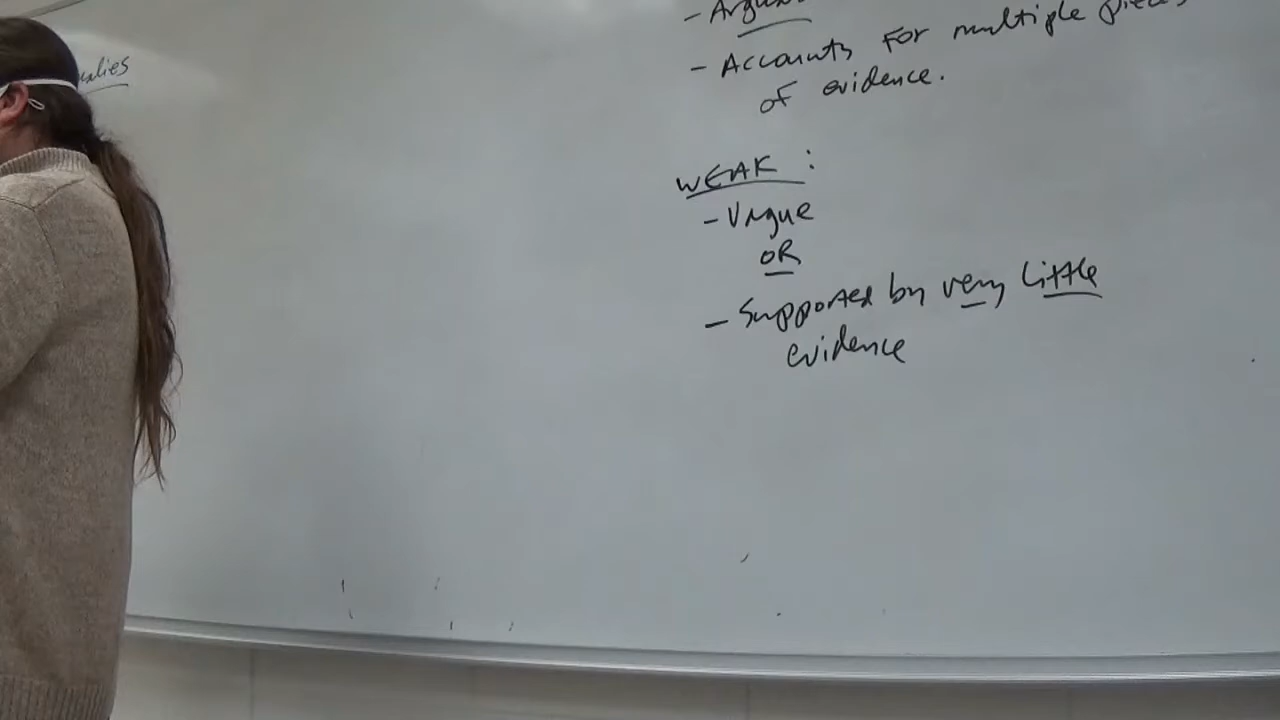 - Accounts for multiple
of evidence.
WEAK :
- Vague
OR
- Supported by very little
evidence